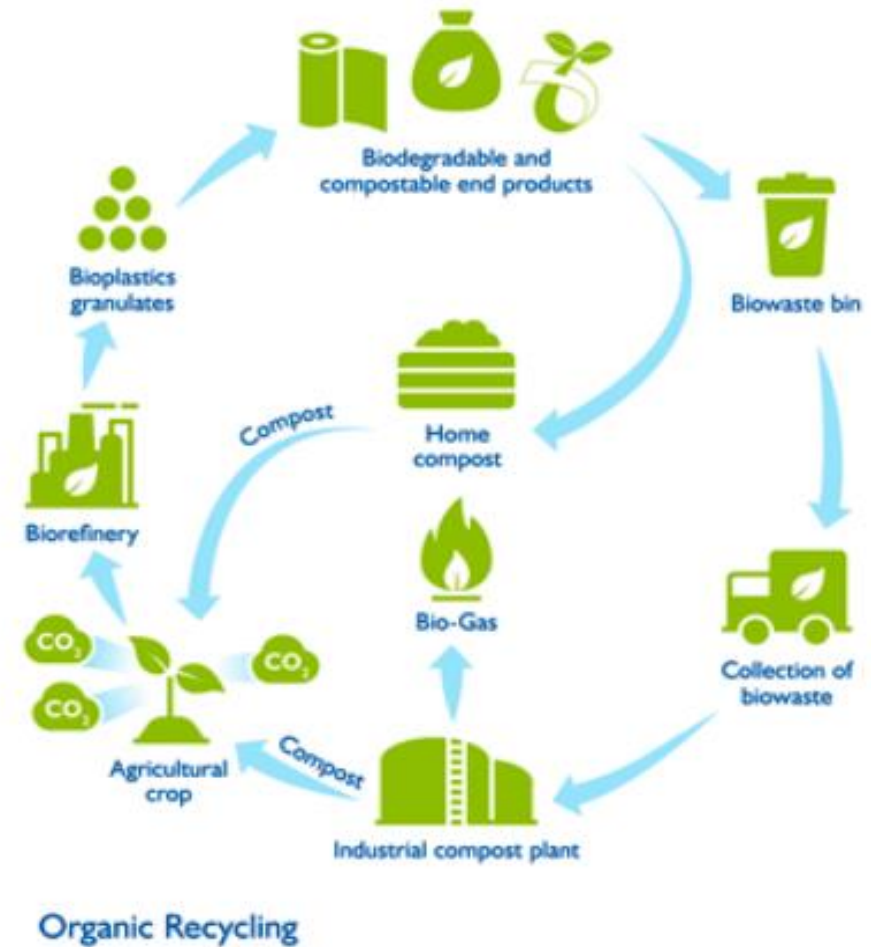 Biodegradable and
compostable end products
Biowaste bin
Bioplastics
granulates
Home
compost
Compost
Biorefinery
Bio-Gas
CO₂
CO₂
CO₂
Collection of
biowaste
Agricultural
crop
Compost
Industrial compost plant
Organic Recycling